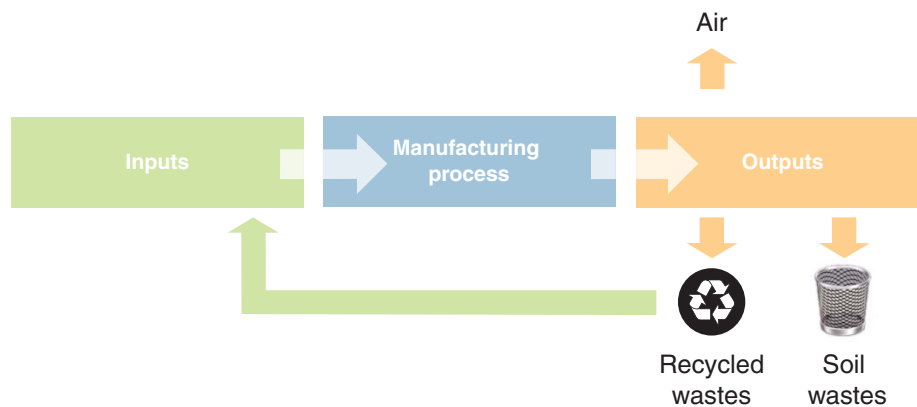 Air
Inputs
Manufacturing
process
Outputs
Recycled
wastes
Soil
wastes